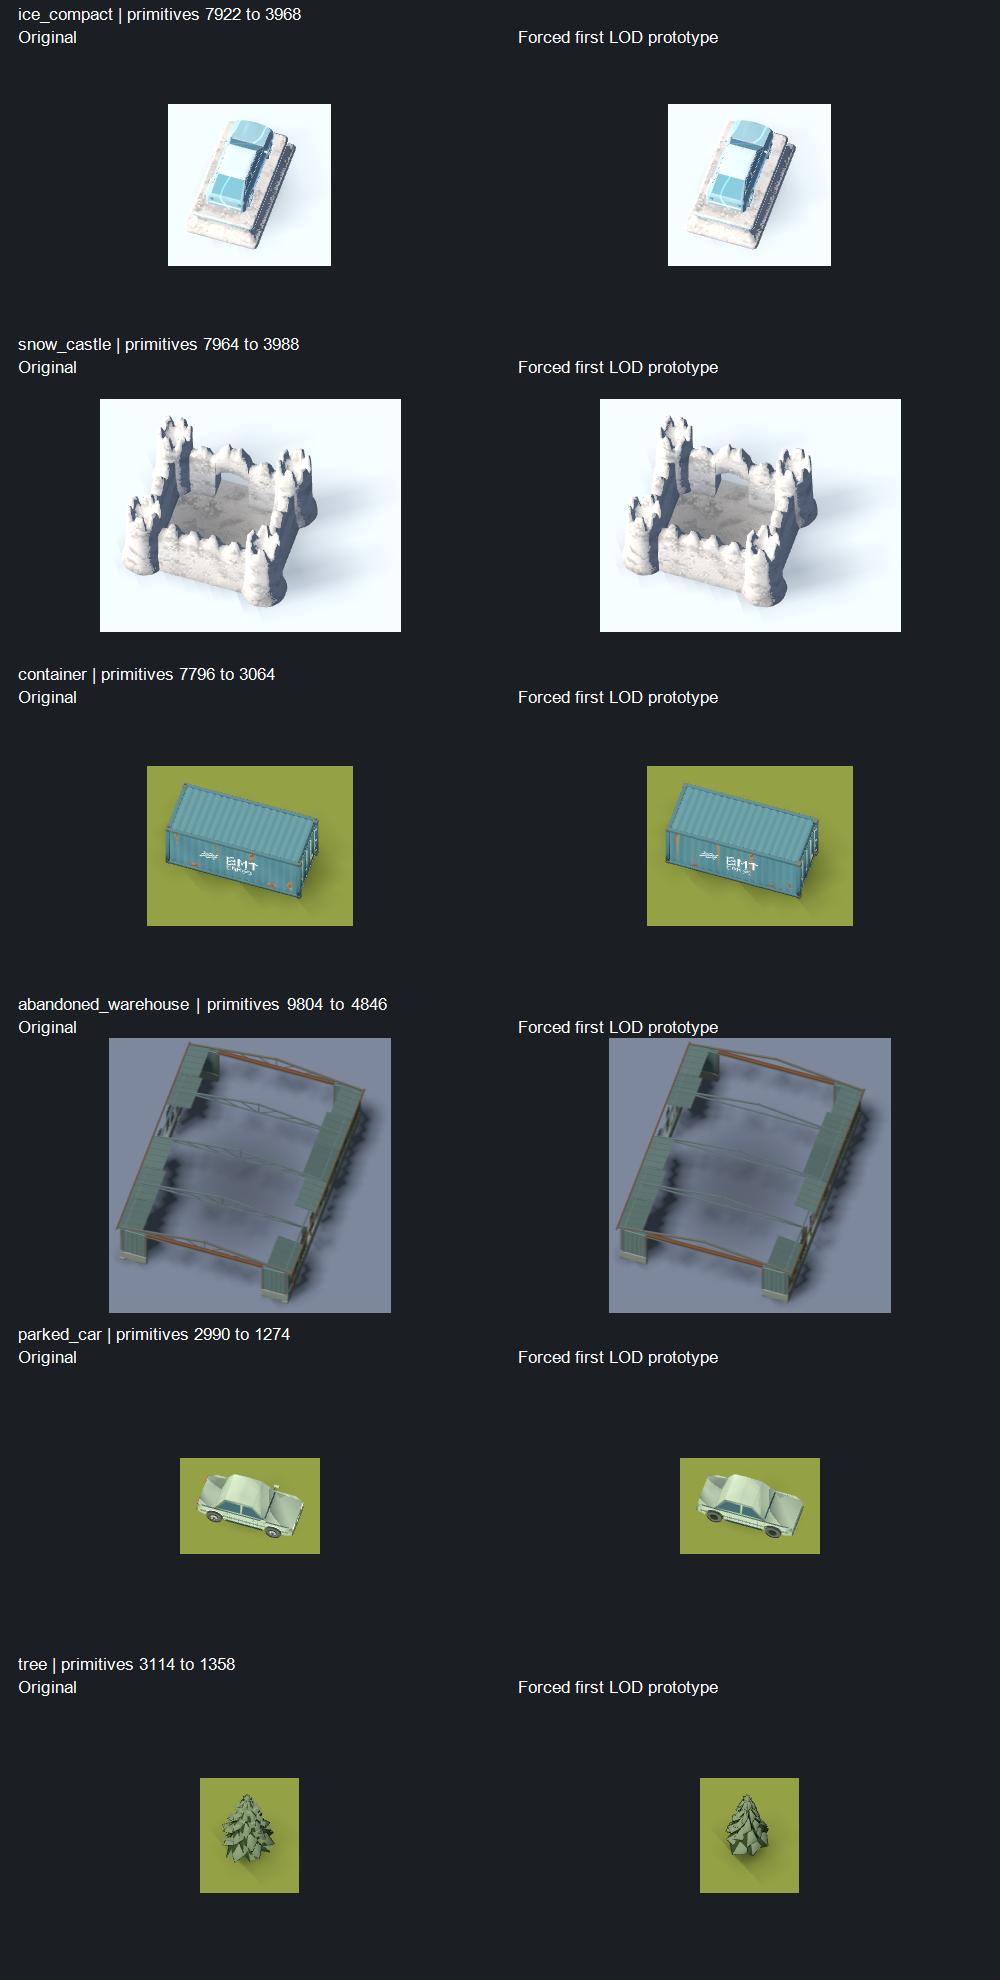 ice_compact | primitives 7922 to 3968
Original Forced first LOD prototype
snow_castle | primitives 7964 to 3988
Original Forced first LOD prototype
container | primitives 7796 to 3064
Original Forced first LOD prototype
BMT
BMT
abandoned_warehouse | primitives 9804 to 4846
Original Forced first LOD prototype
parked_car | primitives 2990 to 1274
Original Forced first LOD prototype
tree | primitives 3114 to 1358
Original Forced first LOD prototype